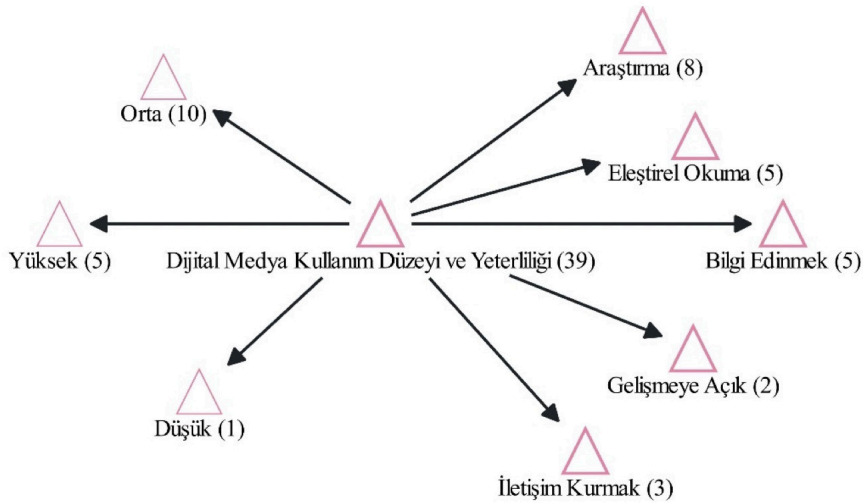 Araştırma (8)
Orta (10)
Eleştirel Okuma (5)
Yüksek (5)
Dijital Medya Kullanım Düzeyi ve Yeterliliği (39)
Bilgi Edinmek (5)
Gelişmeye Açık (2)
Düşük (1)
İletişim Kurmak (3)